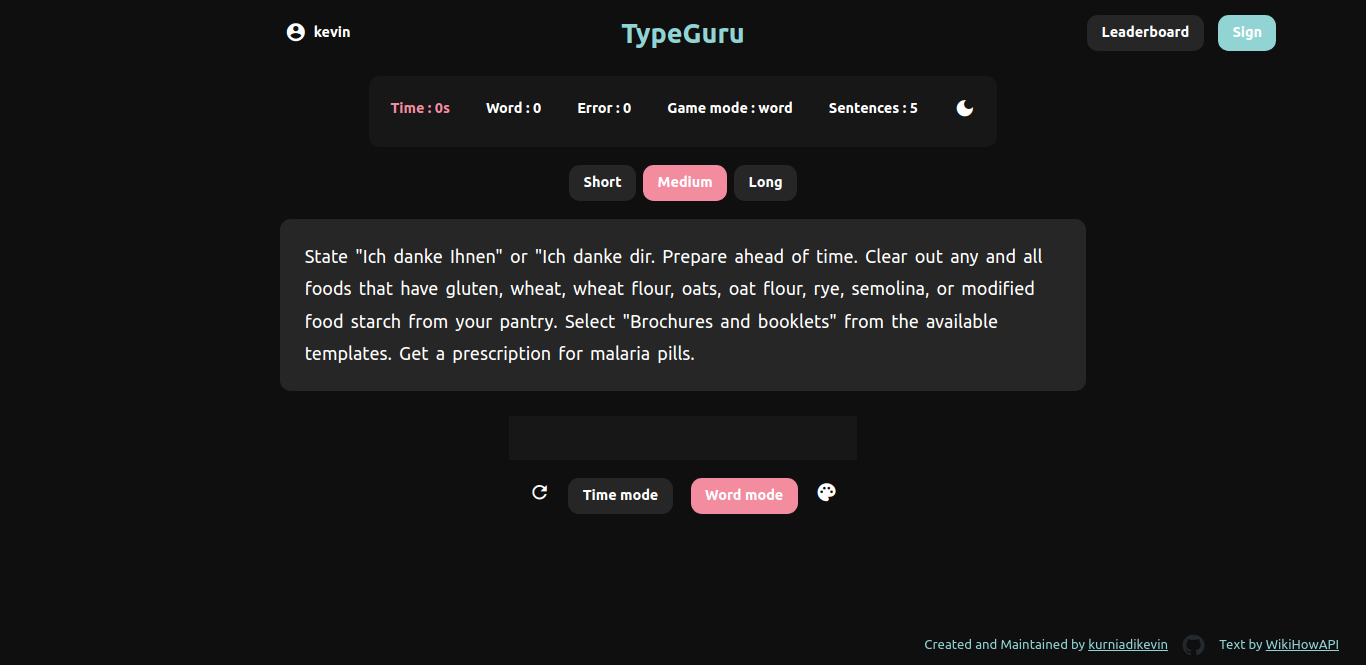 kevin
TypeGuru
Leaderboard
Sign
Time : 0s
Word : 0
Error : 0
Game mode : word
Sentences : 5
Short
Medium
Long
State "Ich danke Ihnen" or "Ich danke dir. Prepare ahead of time. Clear out any and all
foods that have gluten, wheat, wheat flour, oats, oat flour, rye, semolina, or modified
food starch from your pantry. Select "Brochures and booklets" from the available
templates. Get a prescription for malaria pills.
Time mode
Word mode
Created and Maintained by kurniadikevin
Text by WikiHowAPI